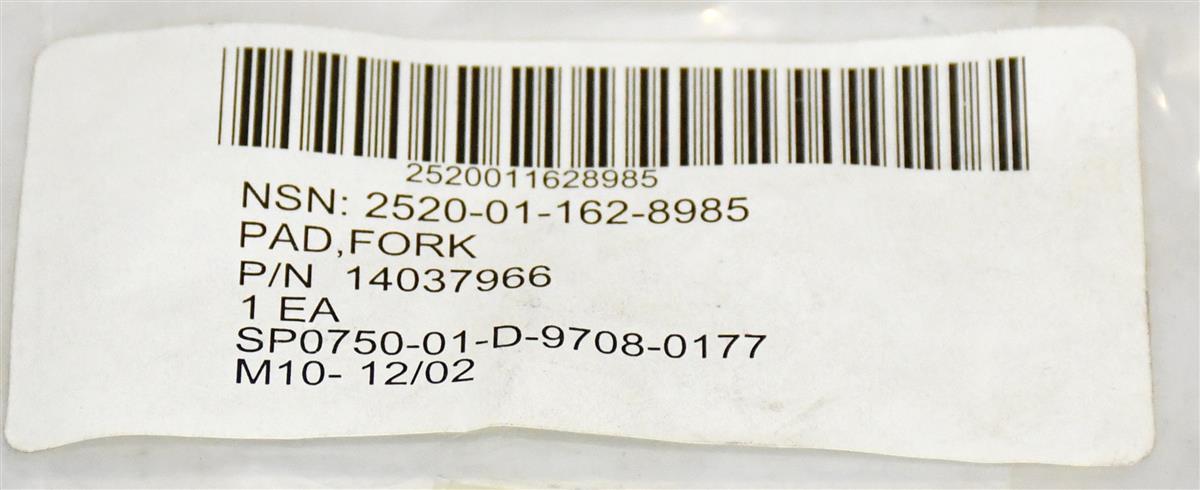 2520011628985
NSN: 2520-01-162-8985
PAD,FORK
P/N 14037966
1 EA
SP0750-01-D-9708-0177
M10- 12/02